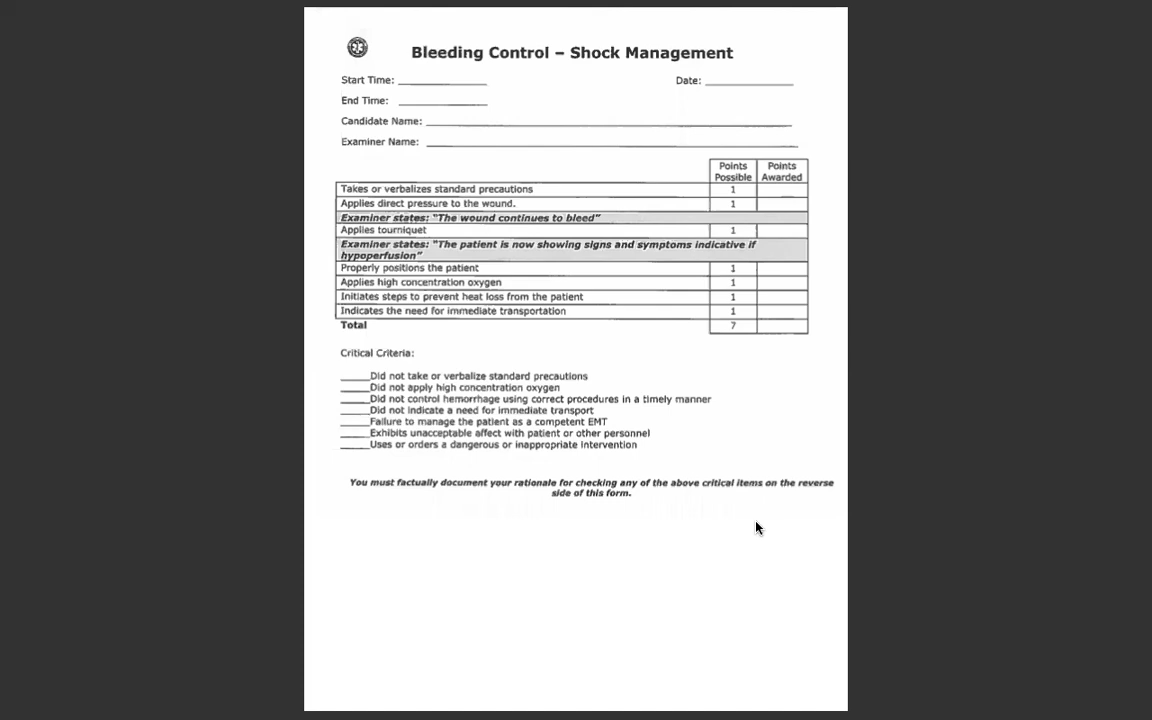 Bleeding Control – Shock Management
Start Time: ____________ Date: ____________
End Time: ____________
Candidate Name: ____________
Examiner Name: ____________
Points Possible Points Awarded
Takes or verbalizes standard precautions 1
Applies direct pressure to the wound. 1
Examiner states: "The wound continues to bleed"
Applies tourniquet 1
Examiner states: "The patient is now showing signs and symptoms indicative if
hypoperfusion"
Properly positions the patient 1
Applies high concentration oxygen 1
Initiates steps to prevent heat loss from the patient 1
Indicates the need for immediate transportation 1
Total 7
Critical Criteria:
_____Did not take or verbalize standard precautions
_____Did not apply high concentration oxygen
_____Did not control hemorrhage using correct procedures in a timely manner
_____Did not indicate a need for immediate transport
_____Failure to manage the patient as a competent EMT
_____Exhibits unacceptable affect with patient or other personnel
_____Uses or orders a dangerous or inappropriate intervention
You must factually document your rationale for checking any of the above critical items on the reverse
side of this form.